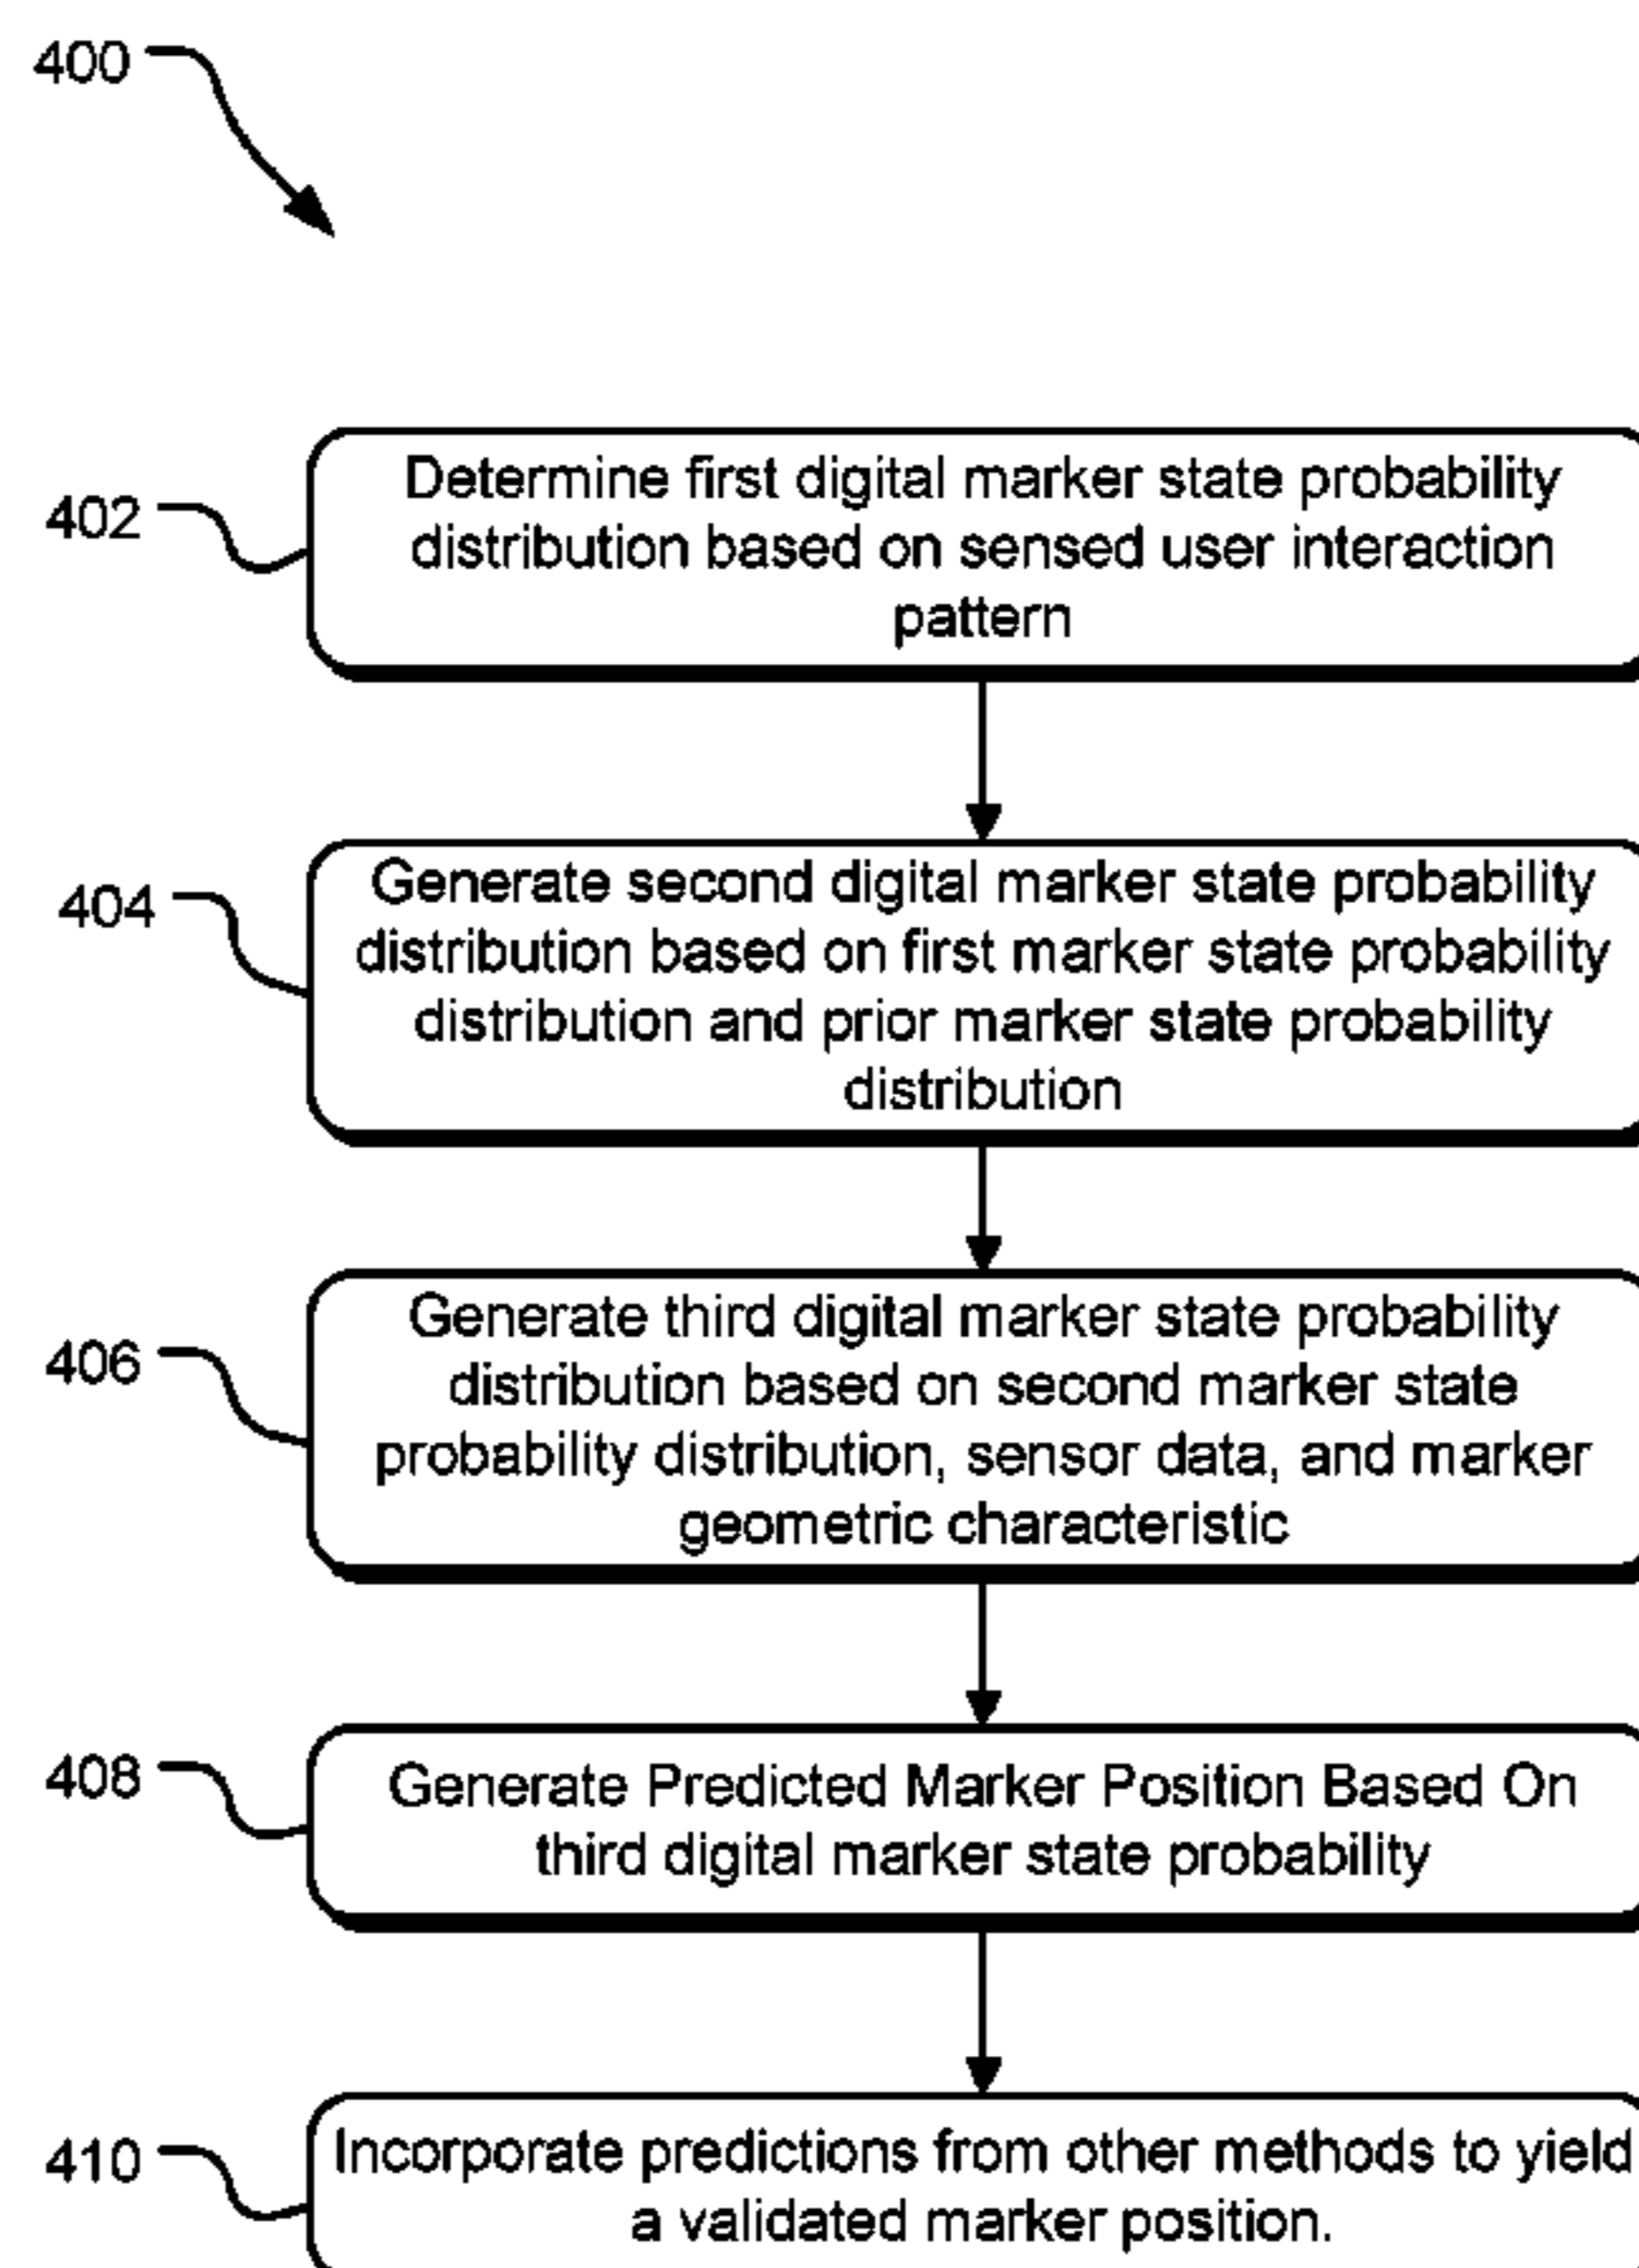 400
402
Determine first digital marker state probability
distribution based on sensed user interaction
pattern
404
Generate second digital marker state probability
distribution based on first marker state probability
distribution and prior marker state probability
distribution
406
Generate third digital marker state probability
distribution based on second marker state
probability distribution, sensor data, and marker
geometric characteristic
408
Generate Predicted Marker Position Based On
third digital marker state probability
410
Incorporate predictions from other methods to yield
a validated marker position.